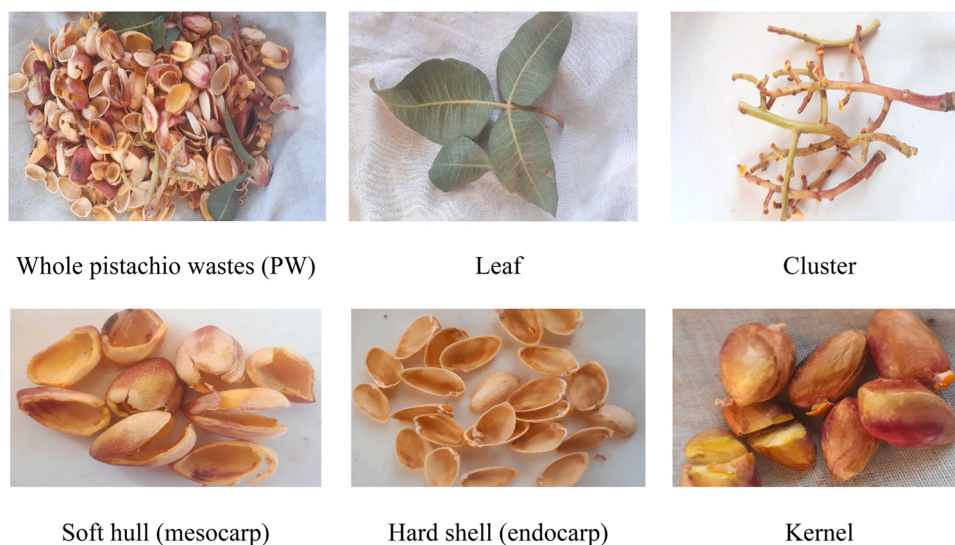 Whole pistachio wastes (PW)
Leaf
Cluster
Soft hull (mesocarp)
Hard shell (endocarp)
Kernel